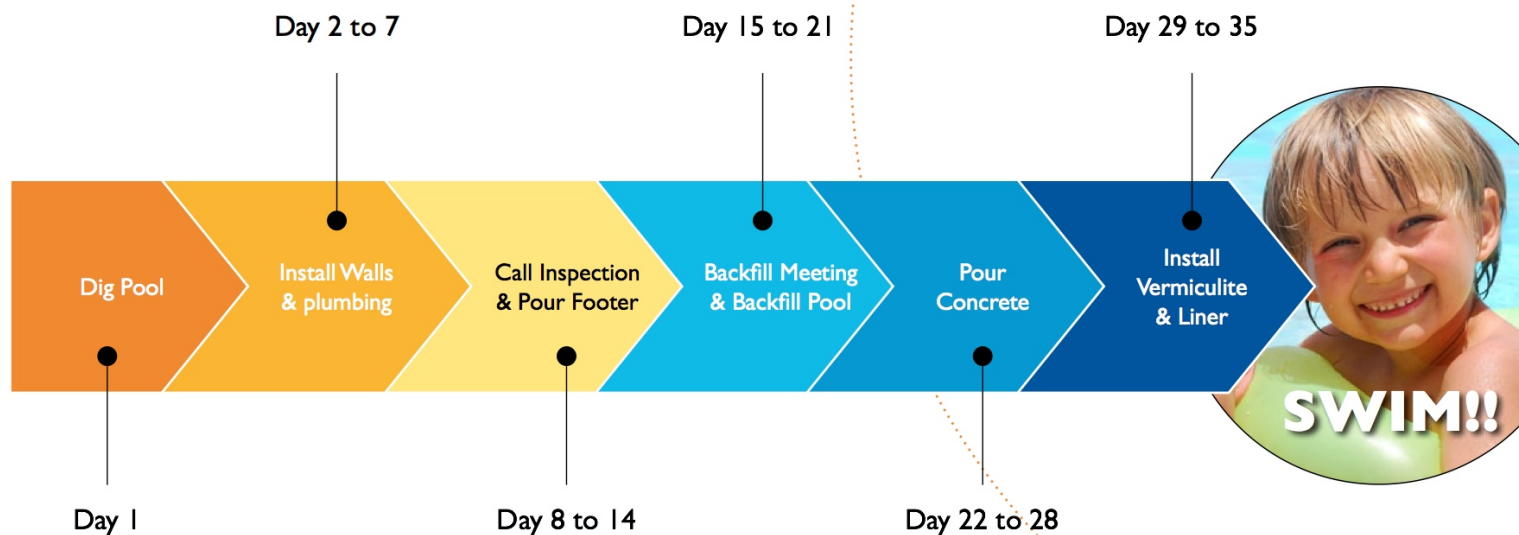 Day 2 to 7
Day 15 to 21
Day 29 to 35
Dig Pool
Install Walls
& plumbing
Call Inspection
& Pour Footer
Backfill Meeting
& Backfill Pool
Pour
Concrete
Install
Vermiculite
& Liner
SWIM!!
Day 1
Day 8 to 14
Day 22 to 28